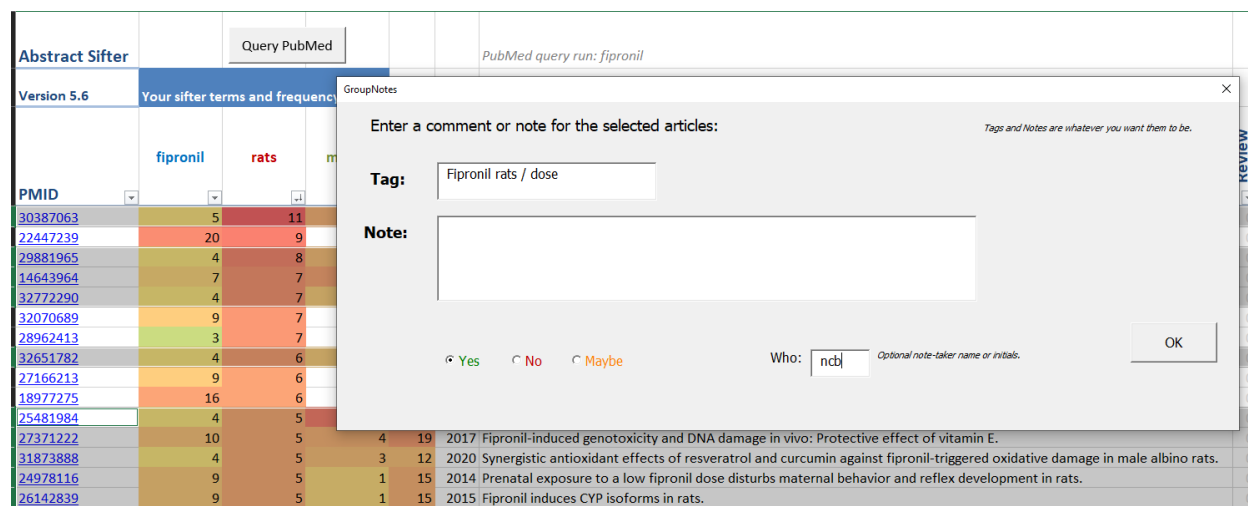 Abstract Sifter
Query PubMed
PubMed query run: fipronil
Version 5.6
Your sifter terms and frequency
GroupNotes
Enter a comment or note for the selected articles:
Tags and Notes are whatever you want them to be.
Review
PMID
fipronil
rats
m
Tag:
Fipronil rats / dose
Note:
Yes
No
Maybe
Who:
ncb
Optional note-taker name or initials.
OK
30387063 5 11
22447239 20 9
29881965 4 8
14643964 7 7
32772290 4 7
32070689 9 7
28962413 3 7
32651782 4 6
27166213 9 6
18977275 16 6
25481984 4 5
27371222 10 5 4 19 2017 Fipronil-induced genotoxicity and DNA damage in vivo: Protective effect of vitamin E.
31873888 4 5 3 12 2020 Synergistic antioxidant effects of resveratrol and curcumin against fipronil-triggered oxidative damage in male albino rats.
24978116 9 5 1 15 2014 Prenatal exposure to a low fipronil dose disturbs maternal behavior and reflex development in rats.
26142839 9 5 1 15 2015 Fipronil induces CYP isoforms in rats.